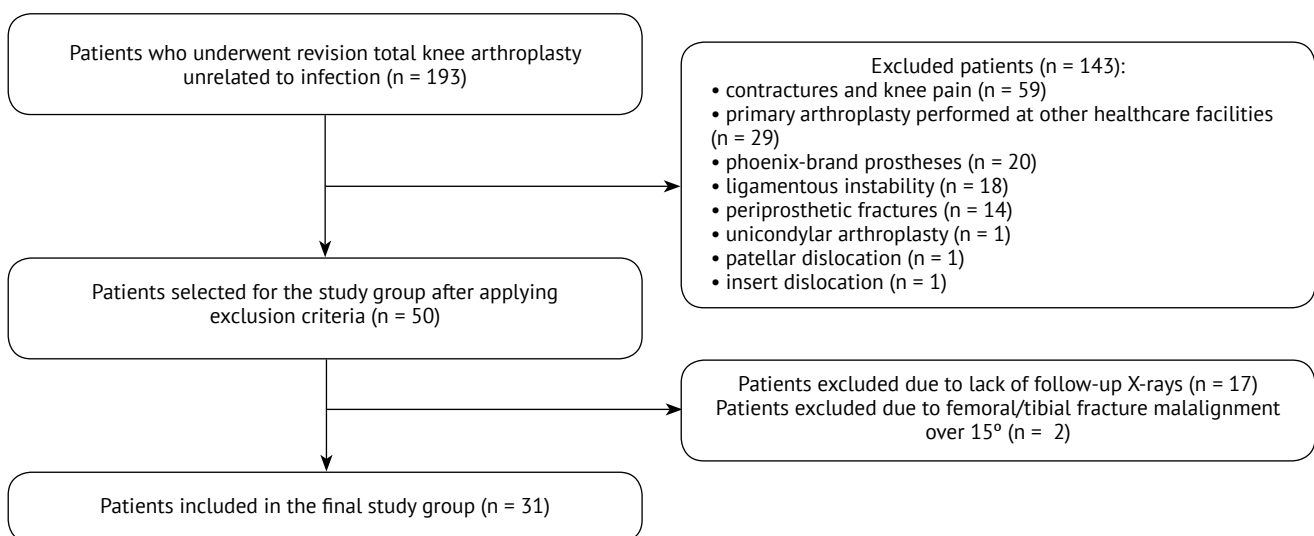 Patients who underwent revision total knee arthroplasty
unrelated to infection (n = 193)
Excluded patients (n = 143):
• contractures and knee pain (n = 59)
• primary arthroplasty performed at other healthcare facilities
(n = 29)
• phoenix-brand prostheses (n = 20)
• ligamentous instability (n = 18)
• periprosthetic fractures (n = 14)
• unicondylar arthroplasty (n = 1)
• patellar dislocation (n = 1)
• insert dislocation (n = 1)
Patients selected for the study group after applying
exclusion criteria (n = 50)
Patients excluded due to lack of follow-up X-rays (n = 17)
Patients excluded due to femoral/tibial fracture malalignment
over 15º (n = 2)
Patients included in the final study group (n = 31)